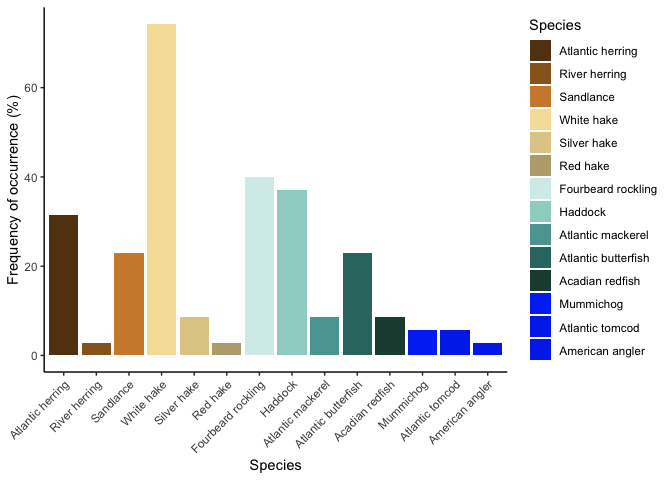 Frequency of occurrence (%)
60
40
20
0
Atlantic herring
River herring
Sandlance
White hake
Silver hake
Red hake
Fourbeard rockling
Haddock
Atlantic mackerel
Atlantic butterfish
Acadian redfish
Mummichog
Atlantic tomcod
American angler
Species
Species
Atlantic herring
River herring
Sandlance
White hake
Silver hake
Red hake
Fourbeard rockling
Haddock
Atlantic mackerel
Atlantic butterfish
Acadian redfish
Mummichog
Atlantic tomcod
American angler